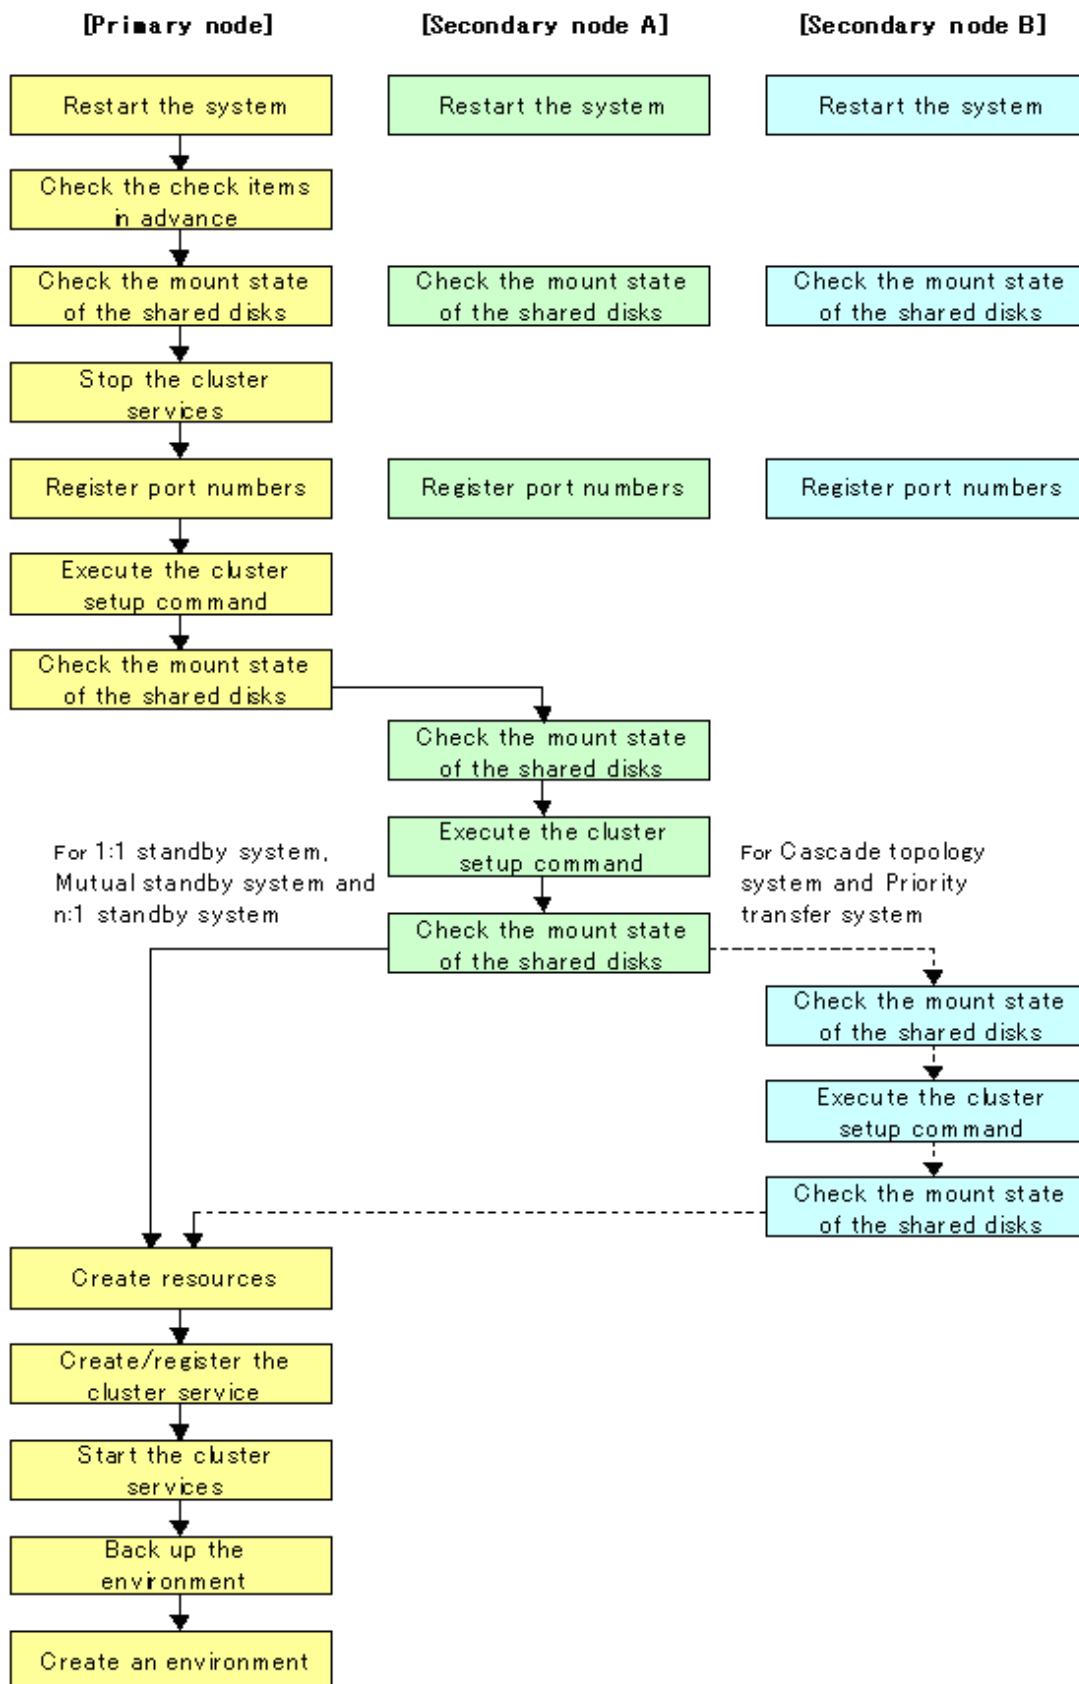 [Primary node] [Secondary node A] [Secondary node B]
Restart the system Restart the system Restart the system
Check the check items
in advance
Check the mount state Check the mount state Check the mount state
of the shared disks of the shared disks of the shared disks
Stop the cluster
services
Register port numbers Register port numbers Register port numbers
Execute the cluster
setup command
Check the mount state
of the shared disks
Check the mount state
of the shared disks
Execute the cluster
setup command
For 1:1 standby system,
Mutual standby system and
n:1 standby system
For Cascade topology
system and Priority
transfer system
Check the mount state
of the shared disks
Check the mount state
of the shared disks
Execute the cluster
setup command
Check the mount state
of the shared disks
Create resources
Create/register the
cluster service
Start the cluster
services
Back up the
environment
Create an environment